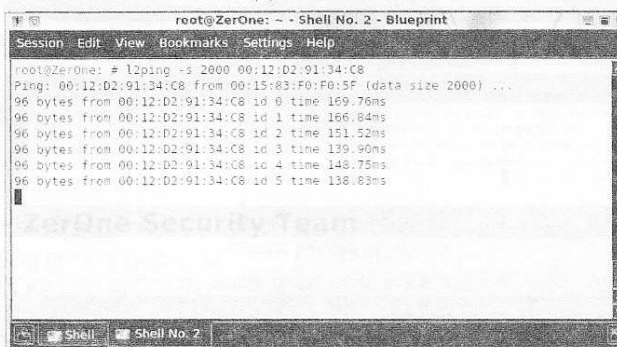 root@ZerOne: ~ - Shell No. 2 - Blueprint
Session Edit View Bookmarks Settings Help
root@ZerOne: # l2ping -s 2000 00:12:D2:91:34:C8
Ping: 00:12:D2:91:34:C8 from 00:15:83:F0:F0:5F (data size 2000) ...
96 bytes from 00:12:D2:91:34:C8 id 0 time 169.76ms
96 bytes from 00:12:D2:91:34:C8 id 1 time 166.84ms
96 bytes from 00:12:D2:91:34:C8 id 2 time 151.52ms
96 bytes from 00:12:D2:91:34:C8 id 3 time 139.90ms
96 bytes from 00:12:D2:91:34:C8 id 4 time 148.75ms
96 bytes from 00:12:D2:91:34:C8 id 5 time 138.83ms
ZerOne Security Team
Shell Shell No. 2